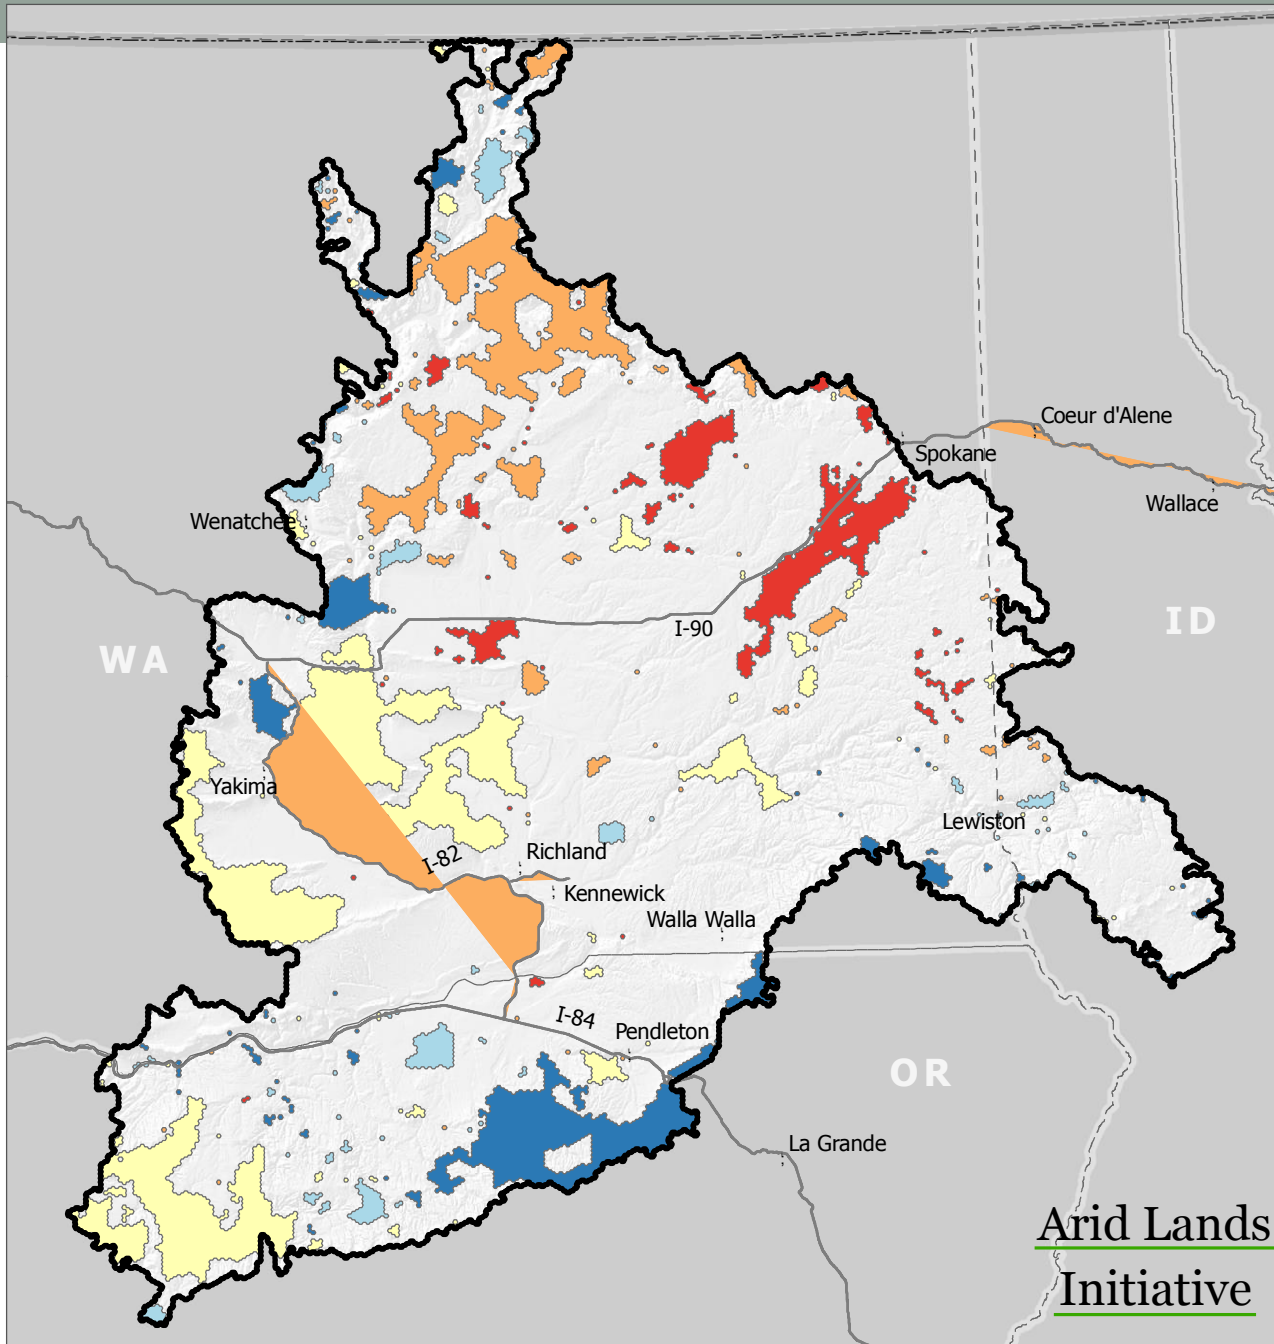 Coeur d'Alene
Spokane
Wallace
Wenatchee
I-90
ID
WA
Yakima
Lewiston
I-82
Richland
Kennewick
Walla Walla
I-84
Pendleton
OR
La Grande
Arid Lands
Initiative